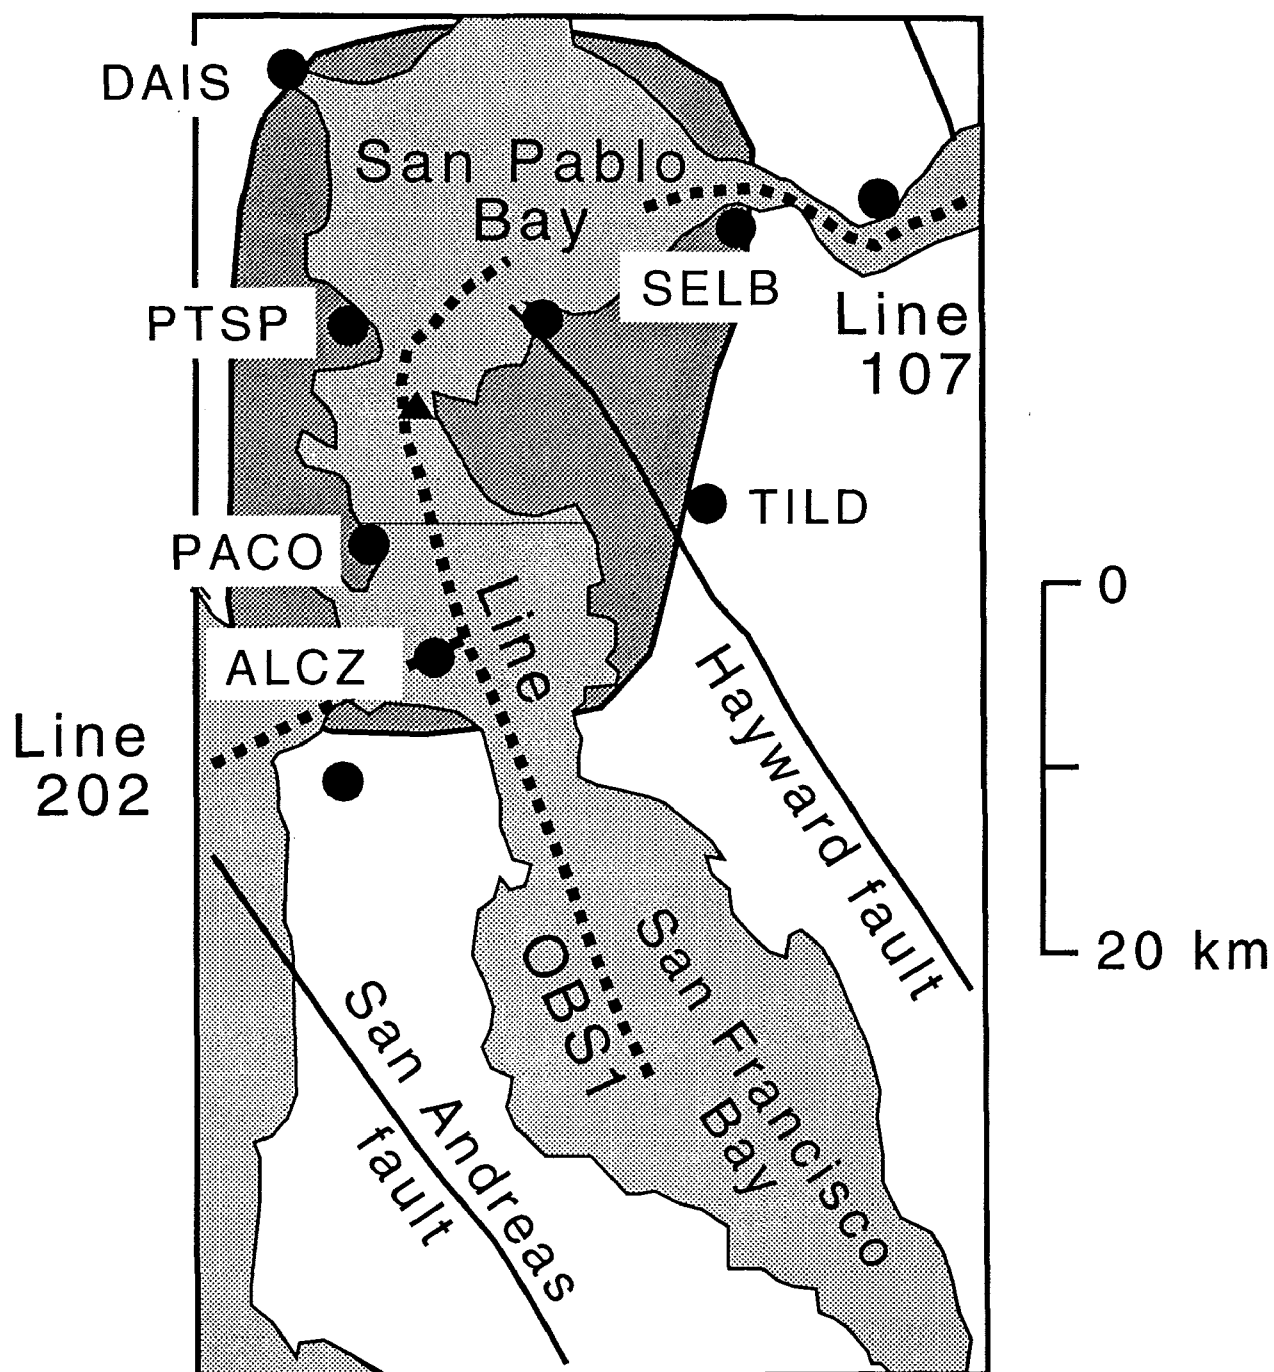 DAIS
San Pablo
Bay
SELB
PTSP
Line
107
TILD
PACO
0
Line
ALCZ
Hayward fault
Line
202
20 km
OBS1
San Francisco
Bay
San Andreas
fault